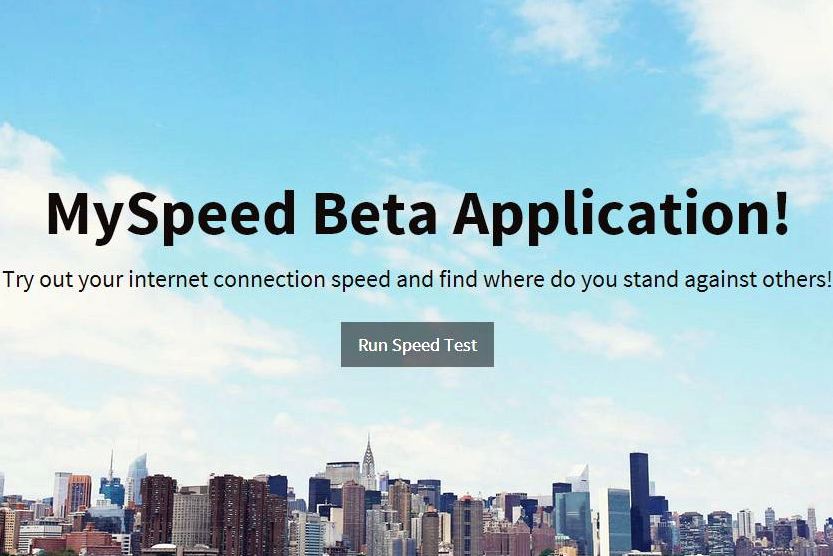 MySpeed Beta Application!
Try out your internet connection speed and find where do you stand against others!
Run Speed Test